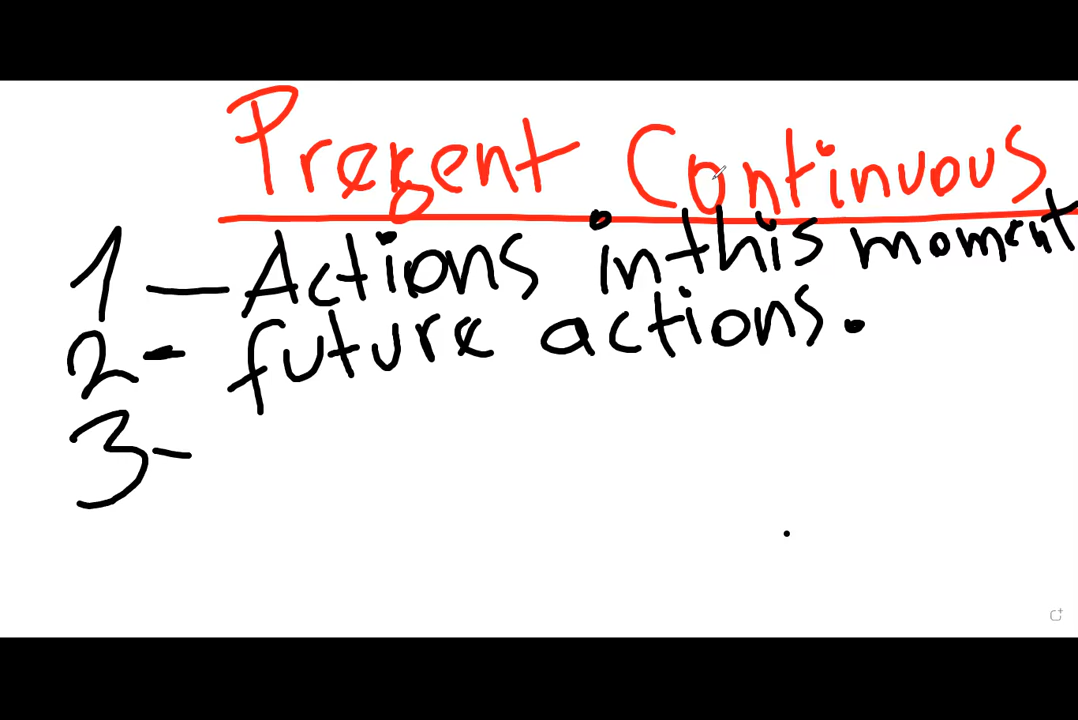 Present Continuous
1 — Actions in this moment
2 - future actions.
3 -